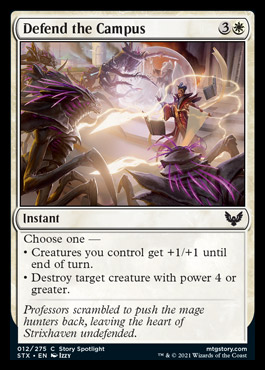 Defend the Campus 3
Instant
Choose one —
• Creatures you control get +1/+1 until
end of turn.
• Destroy target creature with power 4 or
greater.
Professors scrambled to push the mage
hunters back, leaving the heart of
Strixhaven undefended.
012/275 C Story Spotlight mtgstory.com
STX • EN Izzy ™ & © 2021 Wizards of the Coast